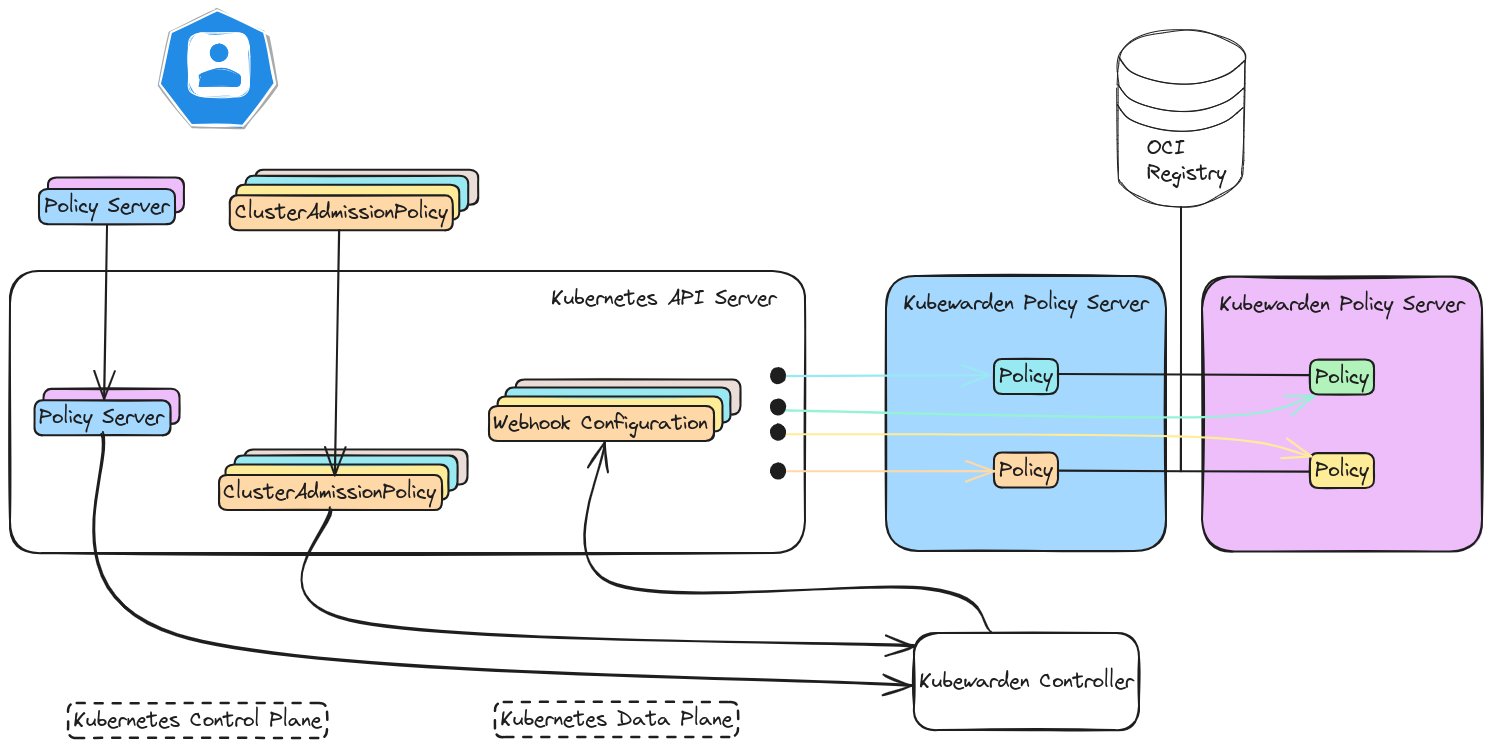 OCI
Registry
Policy Server
ClusterAdmissionPolicy
Kubernetes API Server
Kubewarden Policy Server
Kubewarden Policy Server
Policy
Policy
Policy Server
Webhook Configuration
Policy
Policy
ClusterAdmissionPolicy
Kubewarden Controller
Kubernetes Control Plane
Kubernetes Data Plane